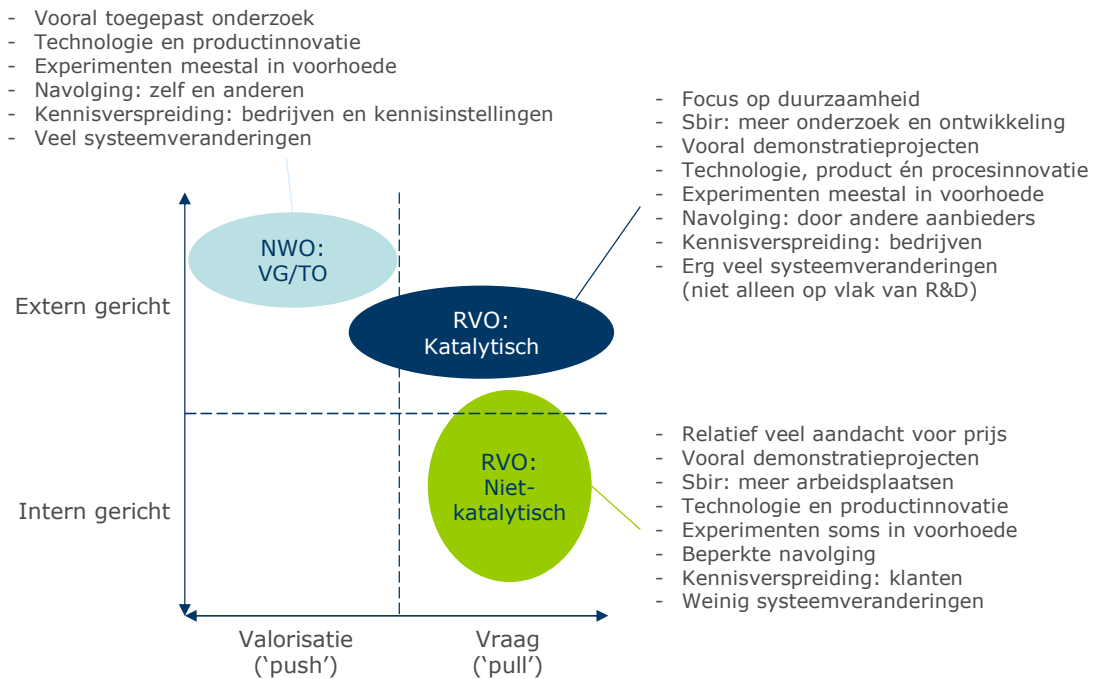 - Vooral toegepast onderzoek
- Technologie en productinnovatie
- Experimenten meestal in voorhoede
- Navolging: zelf en anderen
- Kennisverspreiding: bedrijven en kennisinstellingen
- Veel systeemveranderingen
- Focus op duurzaamheid
- Sbir: meer onderzoek en ontwikkeling
- Vooral demonstratieprojecten
- Technologie, product én procesinnovatie
- Experimenten meestal in voorhoede
- Navolging: door andere aanbieders
- Kennisverspreiding: bedrijven
- Erg veel systeemveranderingen
(niet alleen op vlak van R&D)
NWO:
VG/TO
Extern gericht
RVO:
Katalytisch
- Relatief veel aandacht voor prijs
- Vooral demonstratieprojecten
- Sbir: meer arbeidsplaatsen
- Technologie en productinnovatie
- Experimenten soms in voorhoede
- Beperkte navolging
- Kennisverspreiding: klanten
- Weinig systeemveranderingen
RVO:
Niet-
katalytisch
Intern gericht
Valorisatie
(‘push’)
Vraag
(‘pull’)